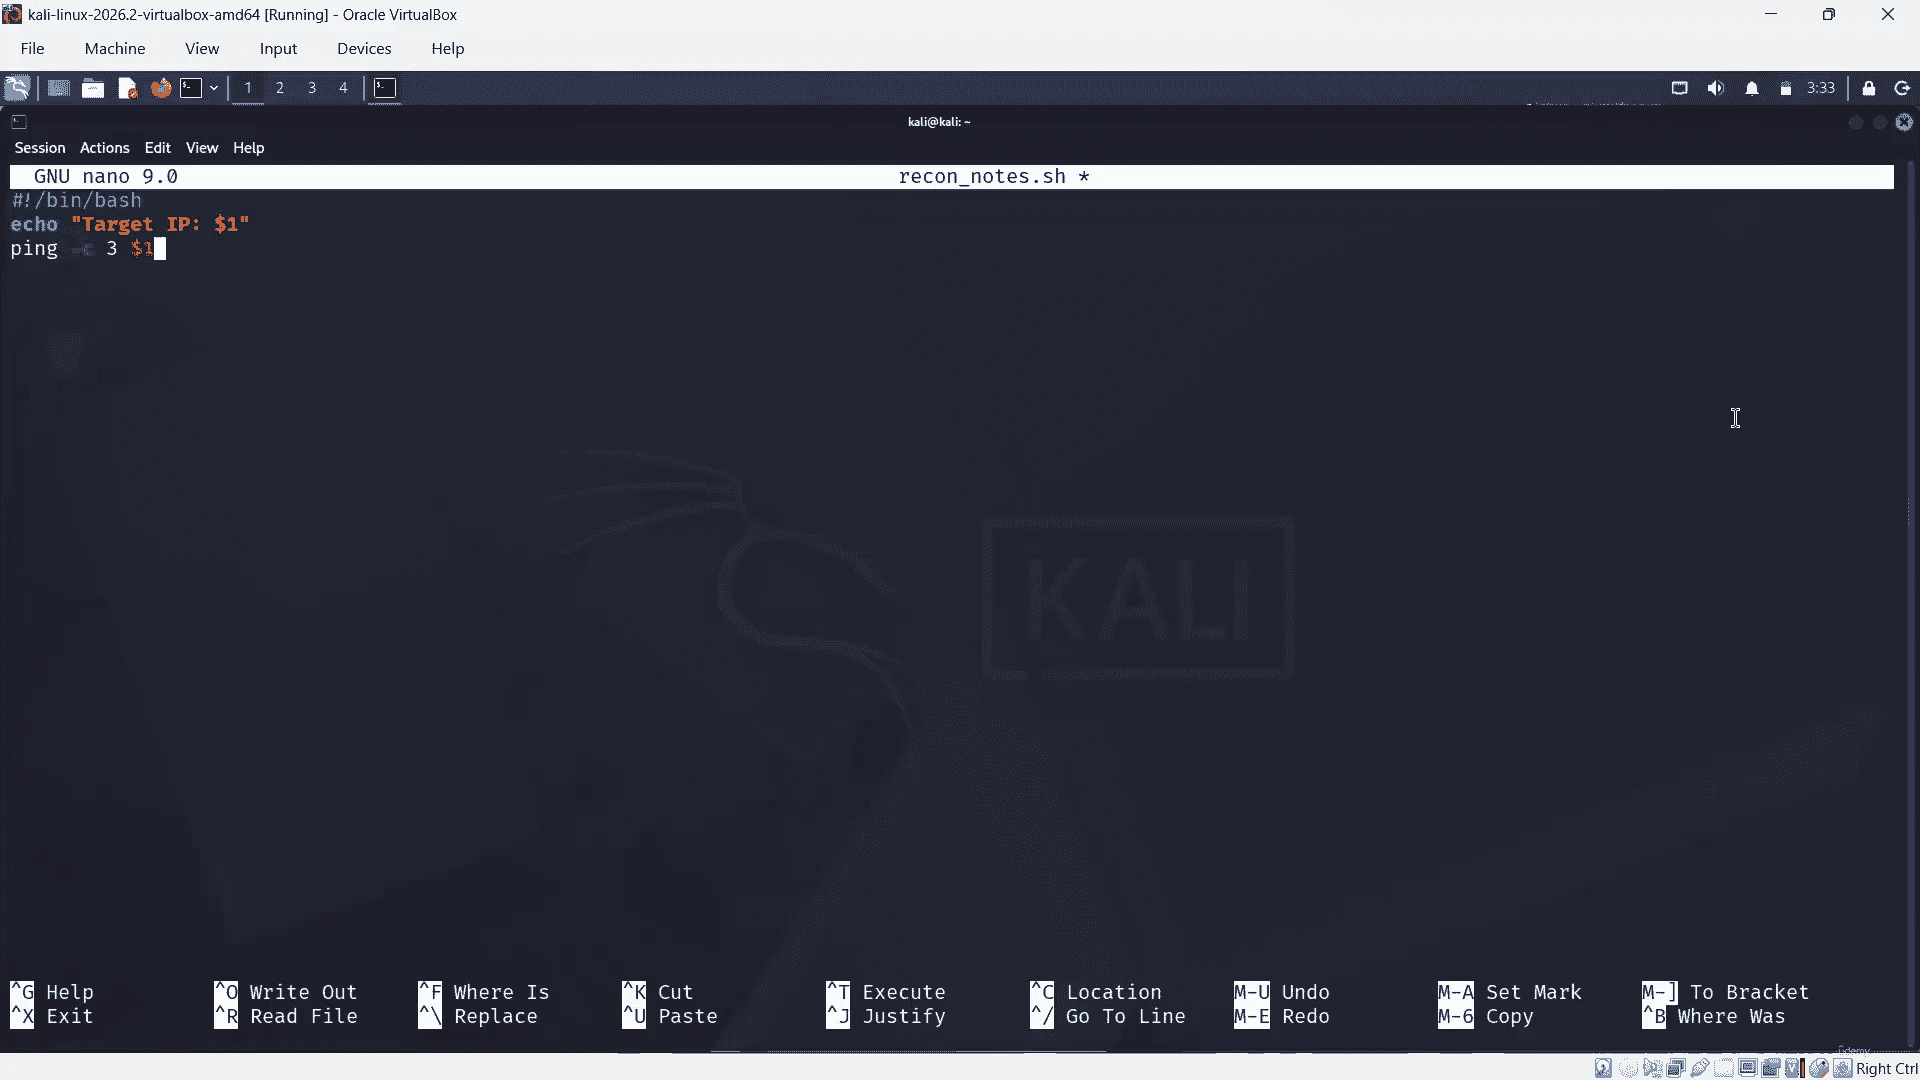 kali-linux-2026.2-virtualbox-amd64 [Running] - Oracle VirtualBox
File Machine View Input Devices Help
1 2 3 4 3:33
kali@kali: ~
Session Actions Edit View Help
GNU nano 9.0 recon_notes.sh *
#!/bin/bash
echo "Target IP: $1"
ping -c 3 $1
KALI
^G Help ^O Write Out ^F Where Is ^K Cut ^T Execute ^C Location M-U Undo M-A Set Mark M-] To Bracket
^X Exit ^R Read File ^\ Replace ^U Paste ^J Justify ^/ Go To Line M-E Redo M-6 Copy ^B Where Was
Udemy
Right Ctrl